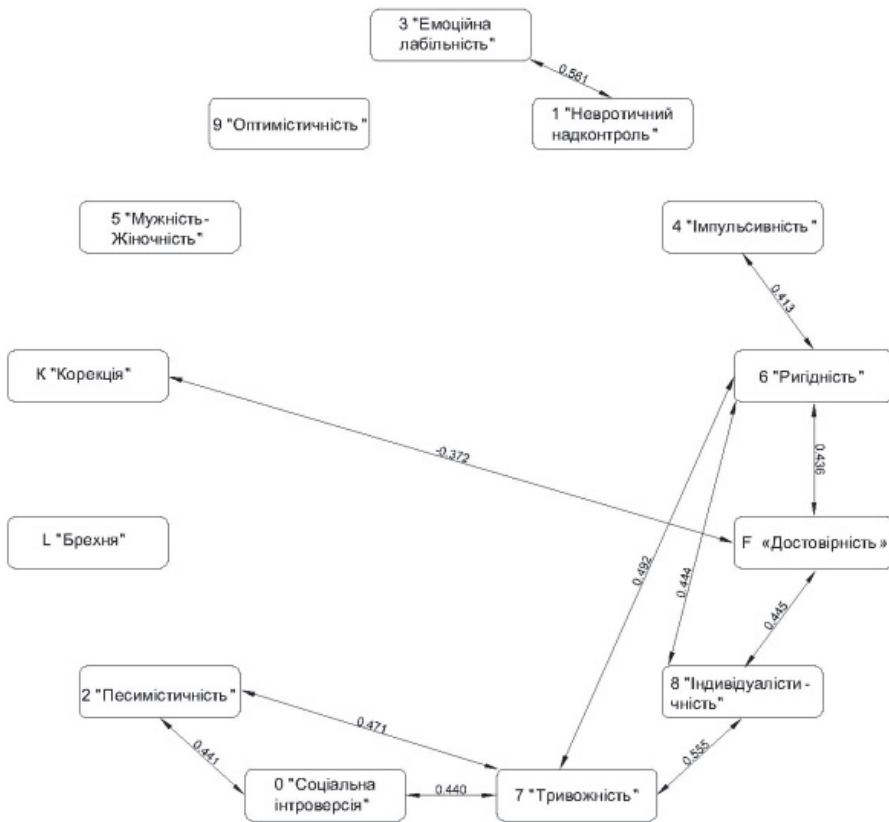 3 "Емоційна
лабільність"
0.561
9 "Оптимістичність"
1 "Невротичний
надконтроль"
5 "Мужність-
Жіночність"
4 "Імпульсивність"
0.413
К "Корекція"
6 "Ригідність"
-0.372
0.436
L "Брехня"
F «Достовірність»
0.492
0.444
0.445
2 "Песимістичність"
8 "Індивідуалісти-
чність"
0.471
0.441
0.555
0 "Соціальна
інтроверсія"
0.440
7 "Тривожність"